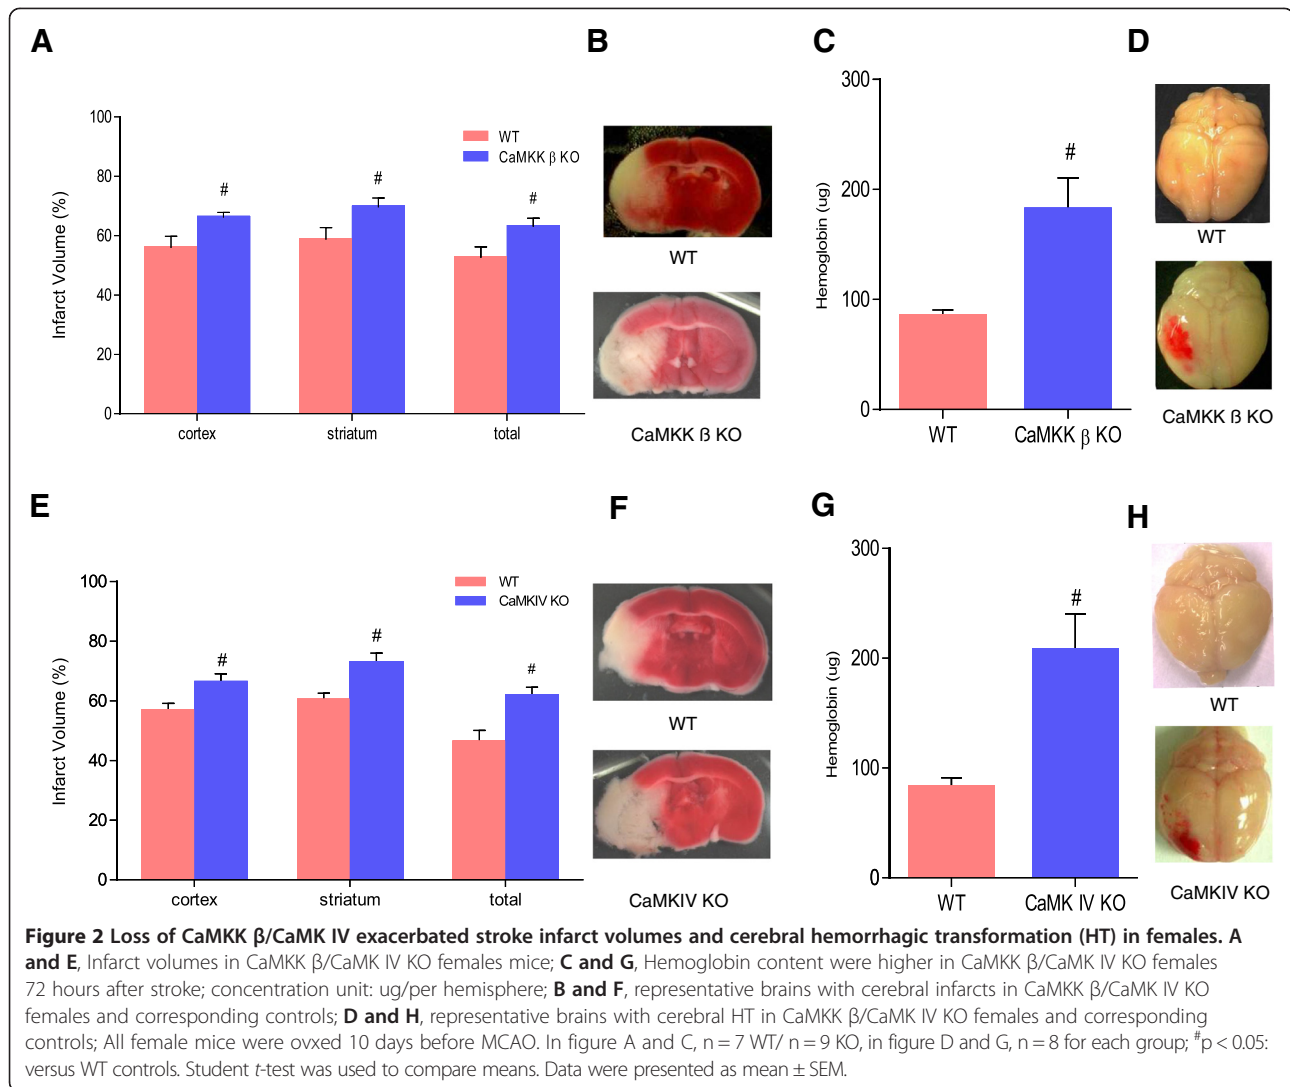 A
B
C
D
100
80
60
40
20
0
Infarct Volume (%)
WT
CaMKK β KO
#
#
#
cortex
striatum
total
WT
CaMKK ß KO
300
200
100
0
Hemoglobin (ug)
#
WT
CaMKK β KO
WT
CaMKK ß KO
E
F
G
H
100
80
60
40
20
0
Infarct Volume (%)
WT
CaMKIV KO
#
#
#
cortex
striatum
total
WT
CaMKIV KO
300
200
100
0
Hemoglobin (ug)
#
WT
CaMK IV KO
WT
CaMKIV KO
Figure 2 Loss of CaMKK β/CaMK IV exacerbated stroke infarct volumes and cerebral hemorrhagic transformation (HT) in females. A
and E, Infarct volumes in CaMKK β/CaMK IV KO females mice; C and G, Hemoglobin content were higher in CaMKK β/CaMK IV KO females
72 hours after stroke; concentration unit: ug/per hemisphere; B and F, representative brains with cerebral infarcts in CaMKK β/CaMK IV KO
females and corresponding controls; D and H, representative brains with cerebral HT in CaMKK β/CaMK IV KO females and corresponding
controls; All female mice were ovxed 10 days before MCAO. In figure A and C, n = 7 WT/ n = 9 KO, in figure D and G, n = 8 for each group; #p < 0.05:
versus WT controls. Student t-test was used to compare means. Data were presented as mean ± SEM.